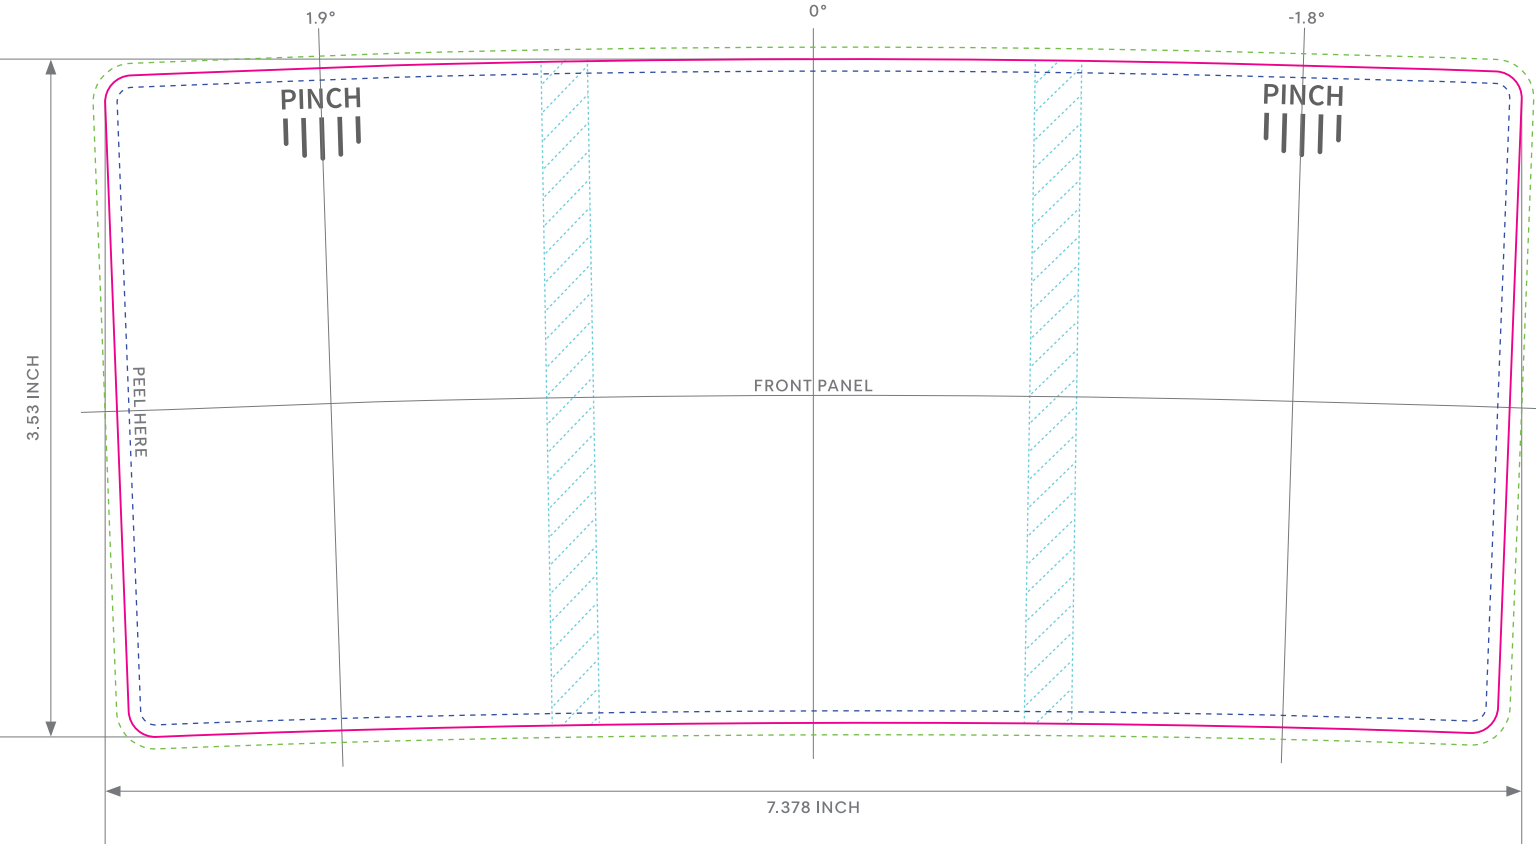 1.9°
0°
-1.8°
PINCH
PINCH
3.53 INCH
PEEL HERE
FRONT PANEL
7.378 INCH